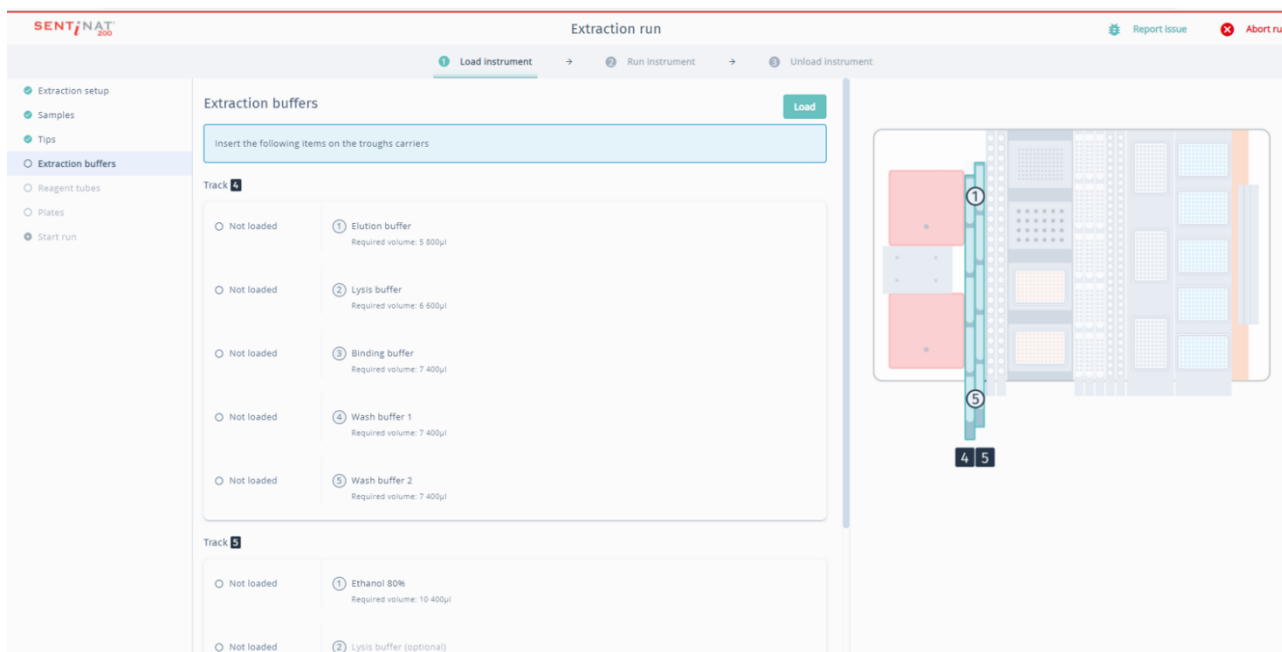 SENTiNAT
200
Extraction run
Report issue
Abort ru
1 Load instrument → 2 Run instrument → 3 Unload instrument
Extraction setup
Samples
Tips
Extraction buffers
Reagent tubes
Plates
Start run
Extraction buffers
Load
Insert the following items on the troughs carriers
Track 4
Not loaded
1 Elution buffer
Required volume: 5 800µl
Not loaded
2 Lysis buffer
Required volume: 6 600µl
Not loaded
3 Binding buffer
Required volume: 7 400µl
Not loaded
4 Wash buffer 1
Required volume: 7 400µl
Not loaded
5 Wash buffer 2
Required volume: 7 400µl
Track 5
Not loaded
1 Ethanol 80%
Required volume: 10 400µl
Not loaded
2 Lysis buffer (optional)
1
5
4 5